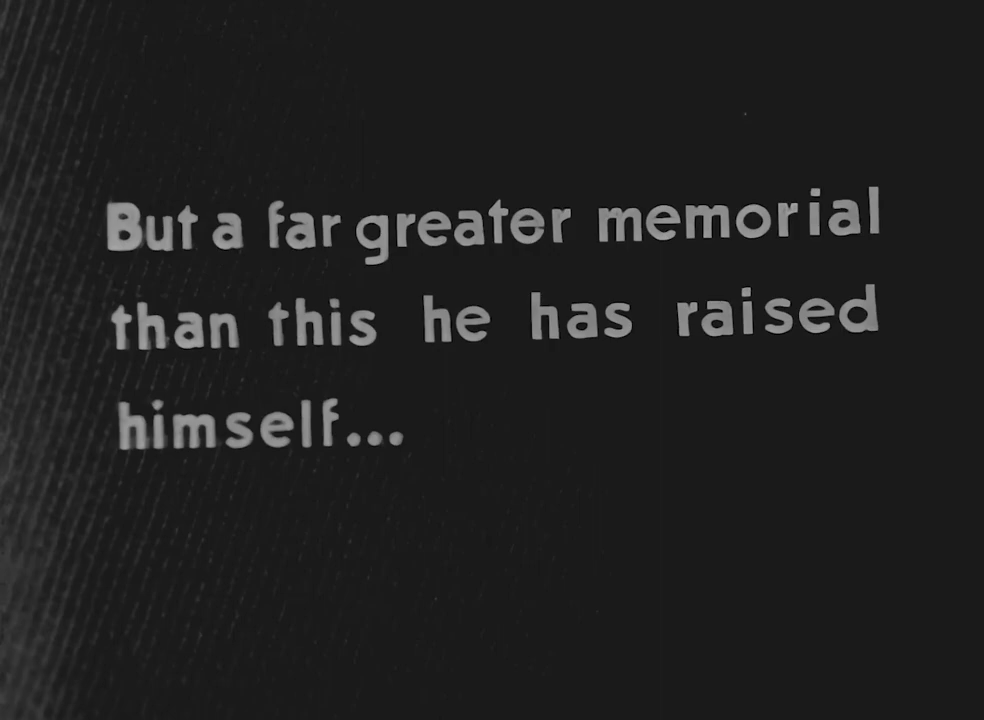 But a far greater memorial
than this he has raised
himself...